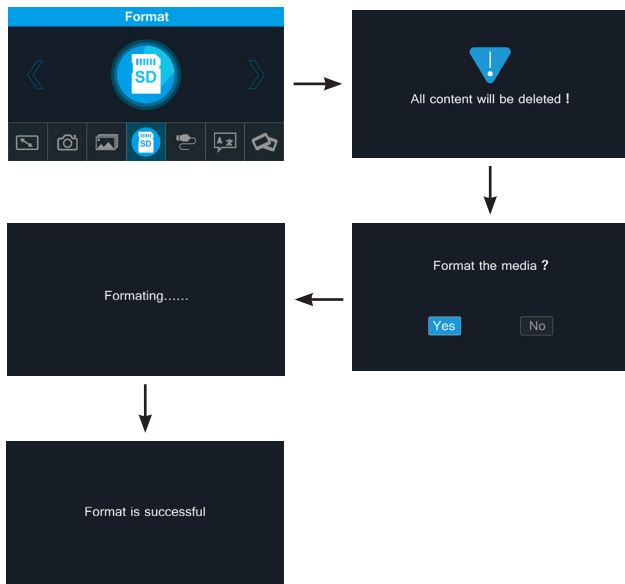 Format
SD
SD
A
All content will be deleted !
Format the media ?
Yes
No
Formating......
Format is successful